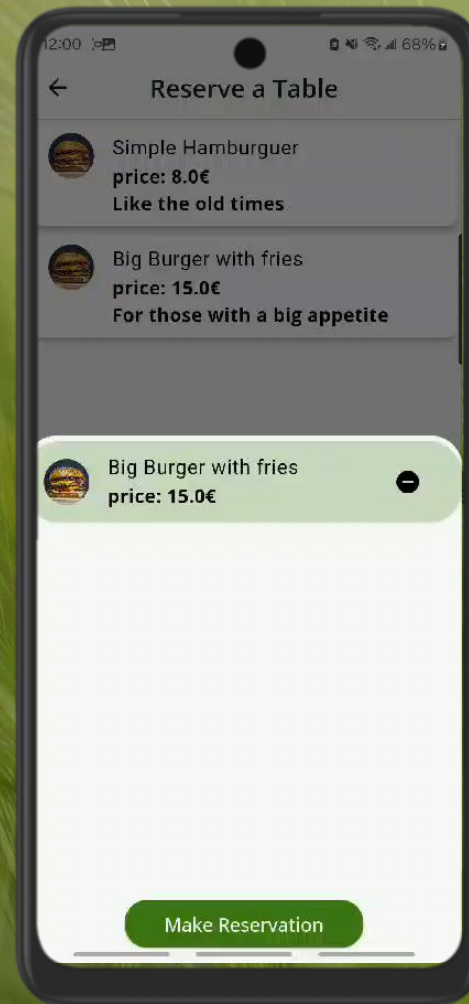 12:00
68%
Reserve a Table
Simple Hamburguer
price: 8.0€
Like the old times
Big Burger with fries
price: 15.0€
For those with a big appetite
Big Burger with fries
price: 15.0€
Make Reservation